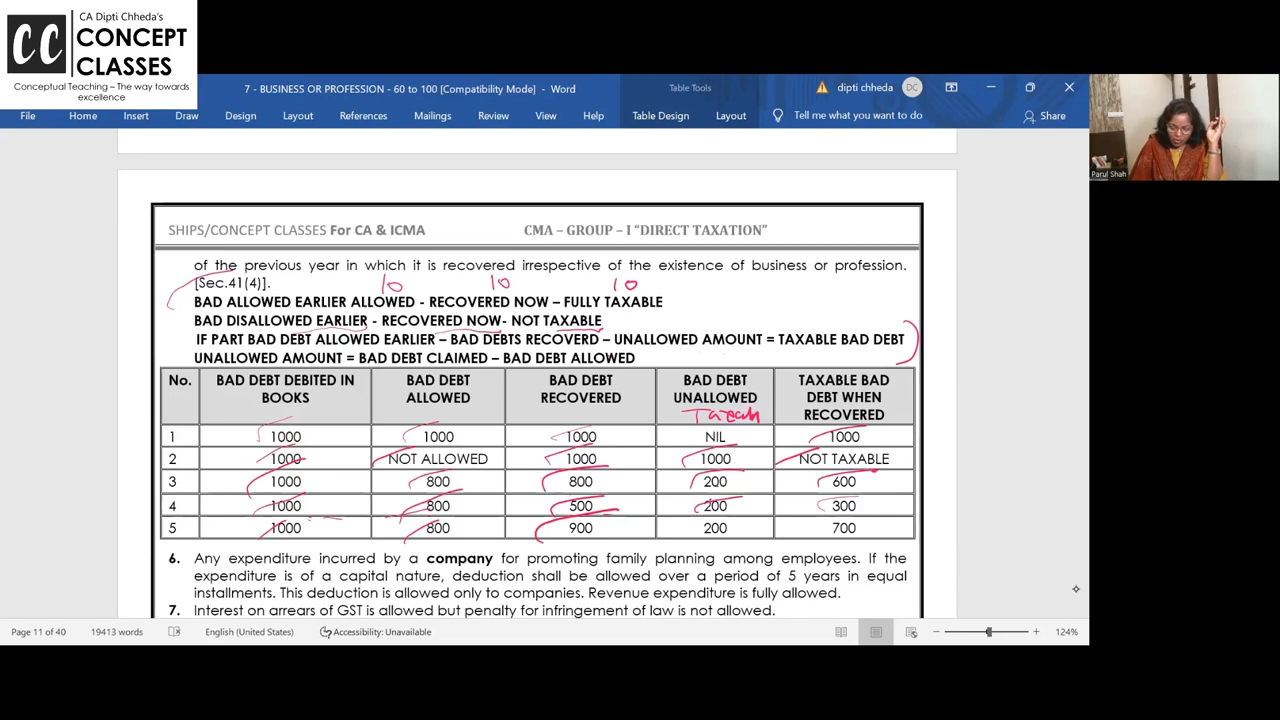 CA Dipti Chheda's
CC CONCEPT
CLASSES
Conceptual Teaching – The way towards
excellence
7 - BUSINESS OR PROFESSION - 60 to 100 [Compatibility Mode] - Word
Table Tools
dipti chheda
DC
File Home Insert Draw Design Layout References Mailings Review View Help Table Design Layout Tell me what you want to do Share
Parul Shah
SHIPS/CONCEPT CLASSES For CA & ICMA CMA – GROUP – I "DIRECT TAXATION"
of the previous year in which it is recovered irrespective of the existence of business or profession.
[Sec.41(4)].
10 10 10
BAD ALLOWED EARLIER ALLOWED - RECOVERED NOW – FULLY TAXABLE
BAD DISALLOWED EARLIER - RECOVERED NOW- NOT TAXABLE
IF PART BAD DEBT ALLOWED EARLIER – BAD DEBTS RECOVERD – UNALLOWED AMOUNT = TAXABLE BAD DEBT
UNALLOWED AMOUNT = BAD DEBT CLAIMED – BAD DEBT ALLOWED
No. BAD DEBT DEBITED IN BOOKS BAD DEBT ALLOWED BAD DEBT RECOVERED BAD DEBT UNALLOWED TAXABLE BAD DEBT WHEN RECOVERED
1 1000 1000 1000 NIL 1000
2 1000 NOT ALLOWED 1000 1000 NOT TAXABLE
3 1000 800 800 200 600
4 1000 800 500 200 300
5 1000 800 900 200 700
6. Any expenditure incurred by a company for promoting family planning among employees. If the
expenditure is of a capital nature, deduction shall be allowed over a period of 5 years in equal
installments. This deduction is allowed only to companies. Revenue expenditure is fully allowed.
7. Interest on arrears of GST is allowed but penalty for infringement of law is not allowed.
Page 11 of 40 19413 words English (United States) Accessibility: Unavailable 124%